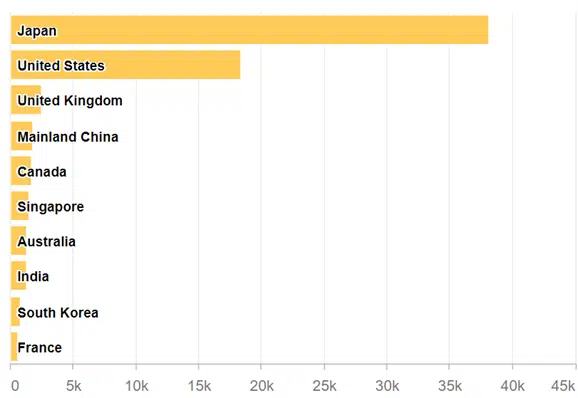 Japan
United States
United Kingdom
Mainland China
Canada
Singapore
Australia
India
South Korea
France
0 5k 10k 15k 20k 25k 30k 35k 40k 45k